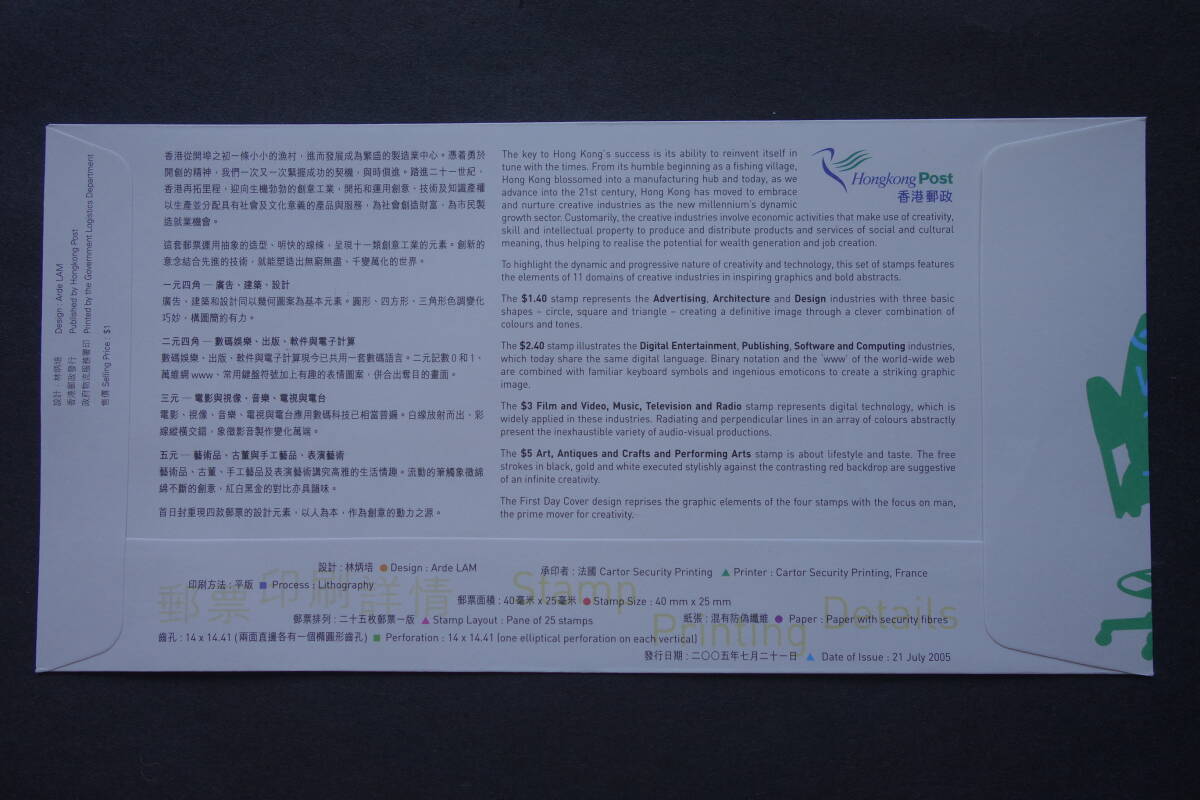 設計：林炳培 Design : Arde LAM
香港郵政發行 Published by Hongkong Post
政府物流服務署印 Printed by the Government Logistics Department
售價 Selling Price : $1
香港從開埠之初一條小小的漁村，進而發展成為繁盛的製造業中心。憑着勇於
開創的精神，我們一次又一次緊握成功的契機，與時俱進。踏進二十一世紀，
香港再拓里程，迎向生機勃勃的創意工業，開拓和運用創意、技術及知識產權
以生產並分配具有社會及文化意義的產品與服務，為社會創造財富，為市民製
造就業機會。
這套郵票運用抽象的造型、明快的線條，呈現十一類創意工業的元素。創新的
意念結合先進的技術，就能塑造出無窮無盡、千變萬化的世界。
一元四角 — 廣告、建築、設計
廣告、建築和設計同以幾何圖案為基本元素。圓形、四方形、三角形色調變化
巧妙，構圖簡約有力。
二元四角 — 數碼娛樂、出版、軟件與電子計算
數碼娛樂、出版、軟件與電子計算現今已共用一套數碼語言。二元記數0和1、
萬維網www、常用鍵盤符號加上有趣的表情圖案，併合出奪目的畫面。
三元 — 電影與視像、音樂、電視與電台
電影、視像、音樂、電視與電台應用數碼科技已相當普遍。白線放射而出，彩
線縱橫交錯，象徵影音製作變化萬端。
五元 — 藝術品、古董與手工藝品、表演藝術
藝術品、古董、手工藝品及表演藝術講究高雅的生活情趣。流動的筆觸象徵綿
綿不斷的創意，紅白黑金的對比亦具韻味。
首日封重現四款郵票的設計元素，以人為本，作為創意的動力之源。
The key to Hong Kong's success is its ability to reinvent itself in
tune with the times. From its humble beginning as a fishing village,
Hong Kong blossomed into a manufacturing hub and today, as we
advance into the 21st century, Hong Kong has moved to embrace
and nurture creative industries as the new millennium's dynamic
growth sector. Customarily, the creative industries involve economic activities that make use of creativity,
skill and intellectual property to produce and distribute products and services of social and cultural
meaning, thus helping to realise the potential for wealth generation and job creation.
To highlight the dynamic and progressive nature of creativity and technology, this set of stamps features
the elements of 11 domains of creative industries in inspiring graphics and bold abstracts.
The $1.40 stamp represents the Advertising, Architecture and Design industries with three basic
shapes – circle, square and triangle – creating a definitive image through a clever combination of
colours and tones.
The $2.40 stamp illustrates the Digital Entertainment, Publishing, Software and Computing industries,
which today share the same digital language. Binary notation and the 'www' of the world-wide web
are combined with familiar keyboard symbols and ingenious emoticons to create a striking graphic
image.
The $3 Film and Video, Music, Television and Radio stamp represents digital technology, which is
widely applied in these industries. Radiating and perpendicular lines in an array of colours abstractly
present the inexhaustible variety of audio-visual productions.
The $5 Art, Antiques and Crafts and Performing Arts stamp is about lifestyle and taste. The free
strokes in black, gold and white executed stylishly against the contrasting red backdrop are suggestive
of an infinite creativity.
The First Day Cover design reprises the graphic elements of the four stamps with the focus on man,
the prime mover for creativity.
Hongkong Post
香港郵政
郵票印刷詳情 Stamp Printing Details
設計：林炳培 Design : Arde LAM
承印者：法國 Cartor Security Printing Printer : Cartor Security Printing, France
印刷方法：平版 Process : Lithography
郵票面積：40毫米 x 25毫米 Stamp Size : 40 mm x 25 mm
郵票排列：二十五枚郵票一版 Stamp Layout : Pane of 25 stamps
紙張：混有防偽纖維 Paper : Paper with security fibres
齒孔：14 x 14.41 (兩面直邊各有一個橢圓形齒孔) Perforation : 14 x 14.41 (one elliptical perforation on each vertical)
發行日期：二〇〇五年七月二十一日 Date of Issue : 21 July 2005